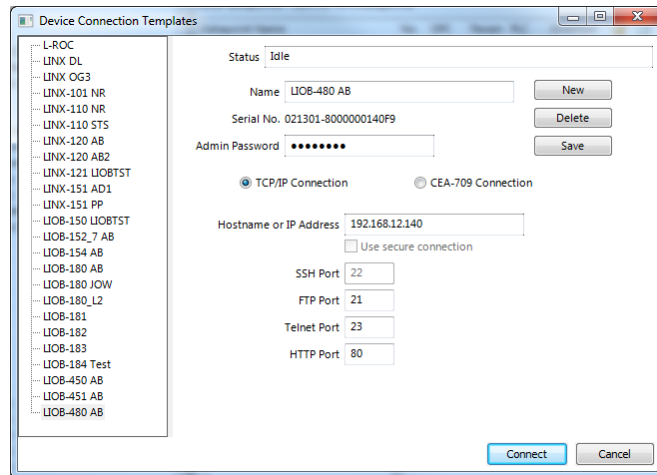 Device Connection Templates
L-ROC
LINX DL
LINX OG3
LINX-101 NR
LINX-110 NR
LINX-110 STS
LINX-120 AB
LINX-120 AB2
LINX-121 LIOBTST
LINX-151 AD1
LINX-151 PP
LIOB-150 LIOBTST
LIOB-152_7 AB
LIOB-154 AB
LIOB-180 AB
LIOB-180 JOW
LIOB-180_L2
LIOB-181
LIOB-182
LIOB-183
LIOB-184 Test
LIOB-450 AB
LIOB-451 AB
LIOB-480 AB
Status Idle
Name LIOB-480 AB New
Serial No. 021301-8000000140F9 Delete
Admin Password ●●●●●●●● Save
TCP/IP Connection CEA-709 Connection
Hostname or IP Address 192.168.12.140
Use secure connection
SSH Port 22
FTP Port 21
Telnet Port 23
HTTP Port 80
Connect Cancel